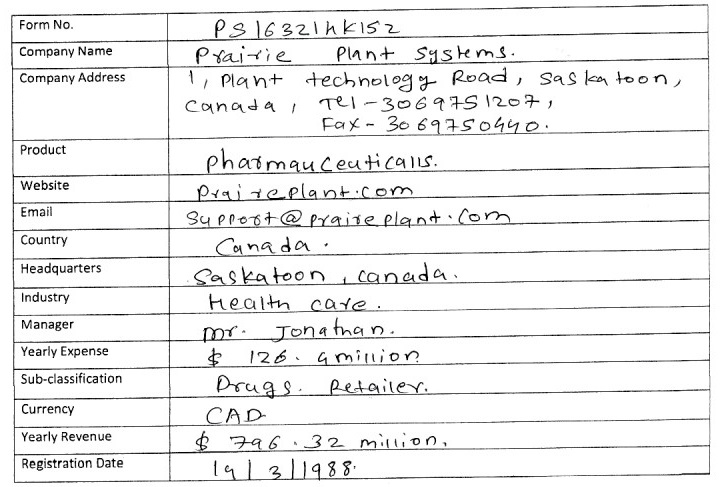 Form No. PS16321hK152
Company Name Prairie Plant Systems.
Company Address 1, Plant technology Road, Saskatoon,
Canada, Tel - 3069751207,
Fax - 3069750440.
Product Pharmauceuticalls.
Website Praireplant.com
Email Support@praireplant.com
Country Canada.
Headquarters Saskatoon, Canada.
Industry Health care.
Manager Mr. Jonathan.
Yearly Expense $ 126.9 million
Sub-classification Drugs. Retailer.
Currency CAD
Yearly Revenue $ 796.32 million.
Registration Date 19/3/1988.